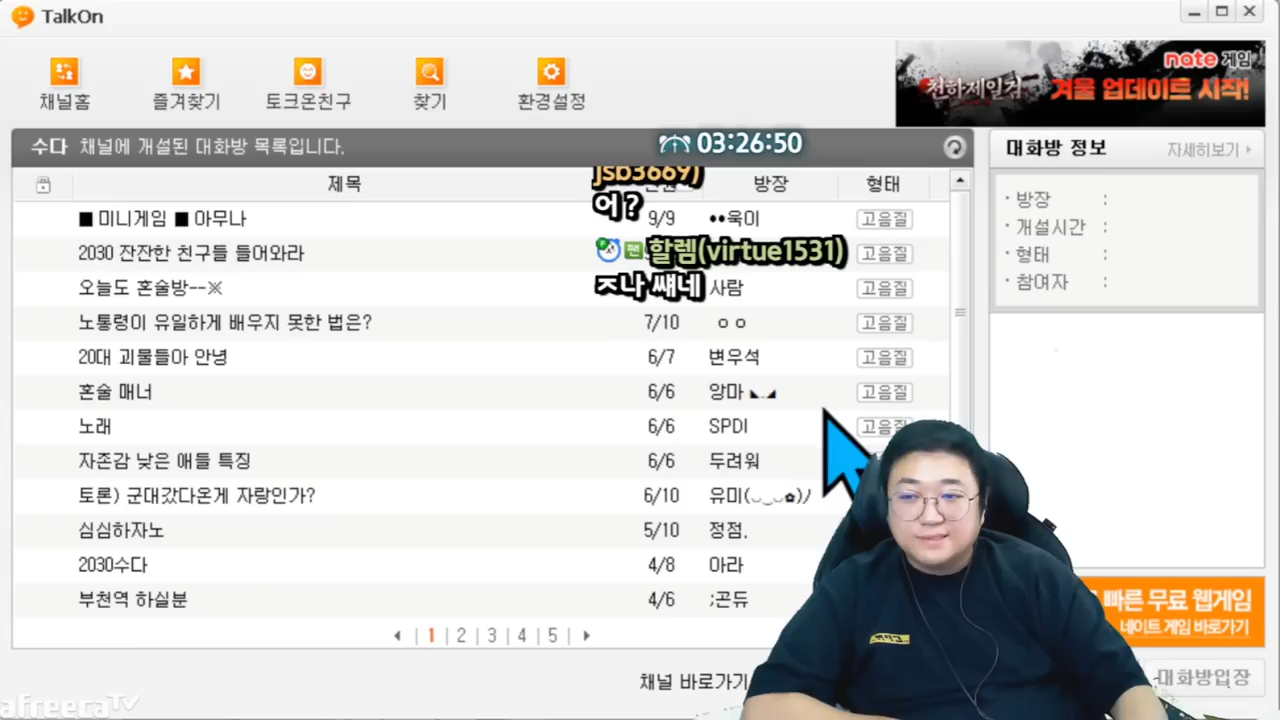 TalkOn
채널홈 즐겨찾기 토크온친구 찾기 환경설정
nate 게임
천하제일검 겨울 업데이트 시작!
수다 채널에 개설된 대화방 목록입니다.
03:26:50
대화방 정보 자세히보기
제목 방장 형태
jsb3669)
어?
팬 할렘(virtue1531)
ㅈ나 쌔네
■ 미니게임 ■ 아무나 9/9 ••욱이 고음질
2030 잔잔한 친구들 들어와라 고음질
오늘도 혼술방--※ 사람 고음질
노통령이 유일하게 배우지 못한 법은? 7/10 ㅇㅇ 고음질
20대 괴물들아 안녕 6/7 변우석 고음질
혼술 매너 6/6 앙마 ◣_◢ 고음질
노래 6/6 SPDI 고음질
자존감 낮은 애들 특징 6/6 두려워
토론) 군대갔다온게 자랑인가? 6/10 유미(◡‿◡✿)ノ
심심하자노 5/10 정점,
2030수다 4/8 아라
부천역 하실분 4/6 ;곤듀
· 방장 :
· 개설시간 :
· 형태 :
· 참여자 :
1 | 2 | 3 | 4 | 5
빠른 무료 웹게임
네이트 게임 바로가기
채널 바로가기
대화방입장
afreecaTV